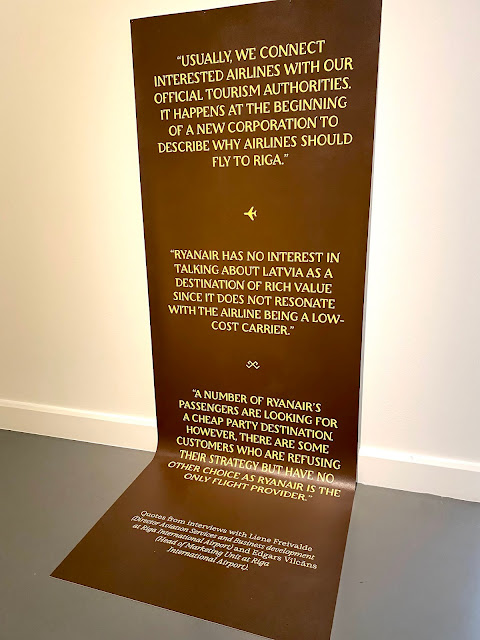 “USUALLY, WE CONNECT
INTERESTED AIRLINES WITH OUR
OFFICIAL TOURISM AUTHORITIES.
IT HAPPENS AT THE BEGINNING
OF A NEW CORPORATION TO
DESCRIBE WHY AIRLINES SHOULD
FLY TO RIGA.”
“RYANAIR HAS NO INTEREST IN
TALKING ABOUT LATVIA AS A
DESTINATION OF RICH VALUE
SINCE IT DOES NOT RESONATE
WITH THE AIRLINE BEING A LOW-
COST CARRIER.”
“A NUMBER OF RYANAIR’S
PASSENGERS ARE LOOKING FOR
A CHEAP PARTY DESTINATION.
HOWEVER, THERE ARE SOME
CUSTOMERS WHO ARE REFUSING
THEIR STRATEGY BUT HAVE NO
OTHER CHOICE AS RYANAIR IS THE
ONLY FLIGHT PROVIDER.”
Quotes from interviews with Liene Freivalde
(Director Aviation Services and Business development
at Riga International Airport) and Edgars Vilcāns
(Head of Marketing Unit at Riga
International Airport).